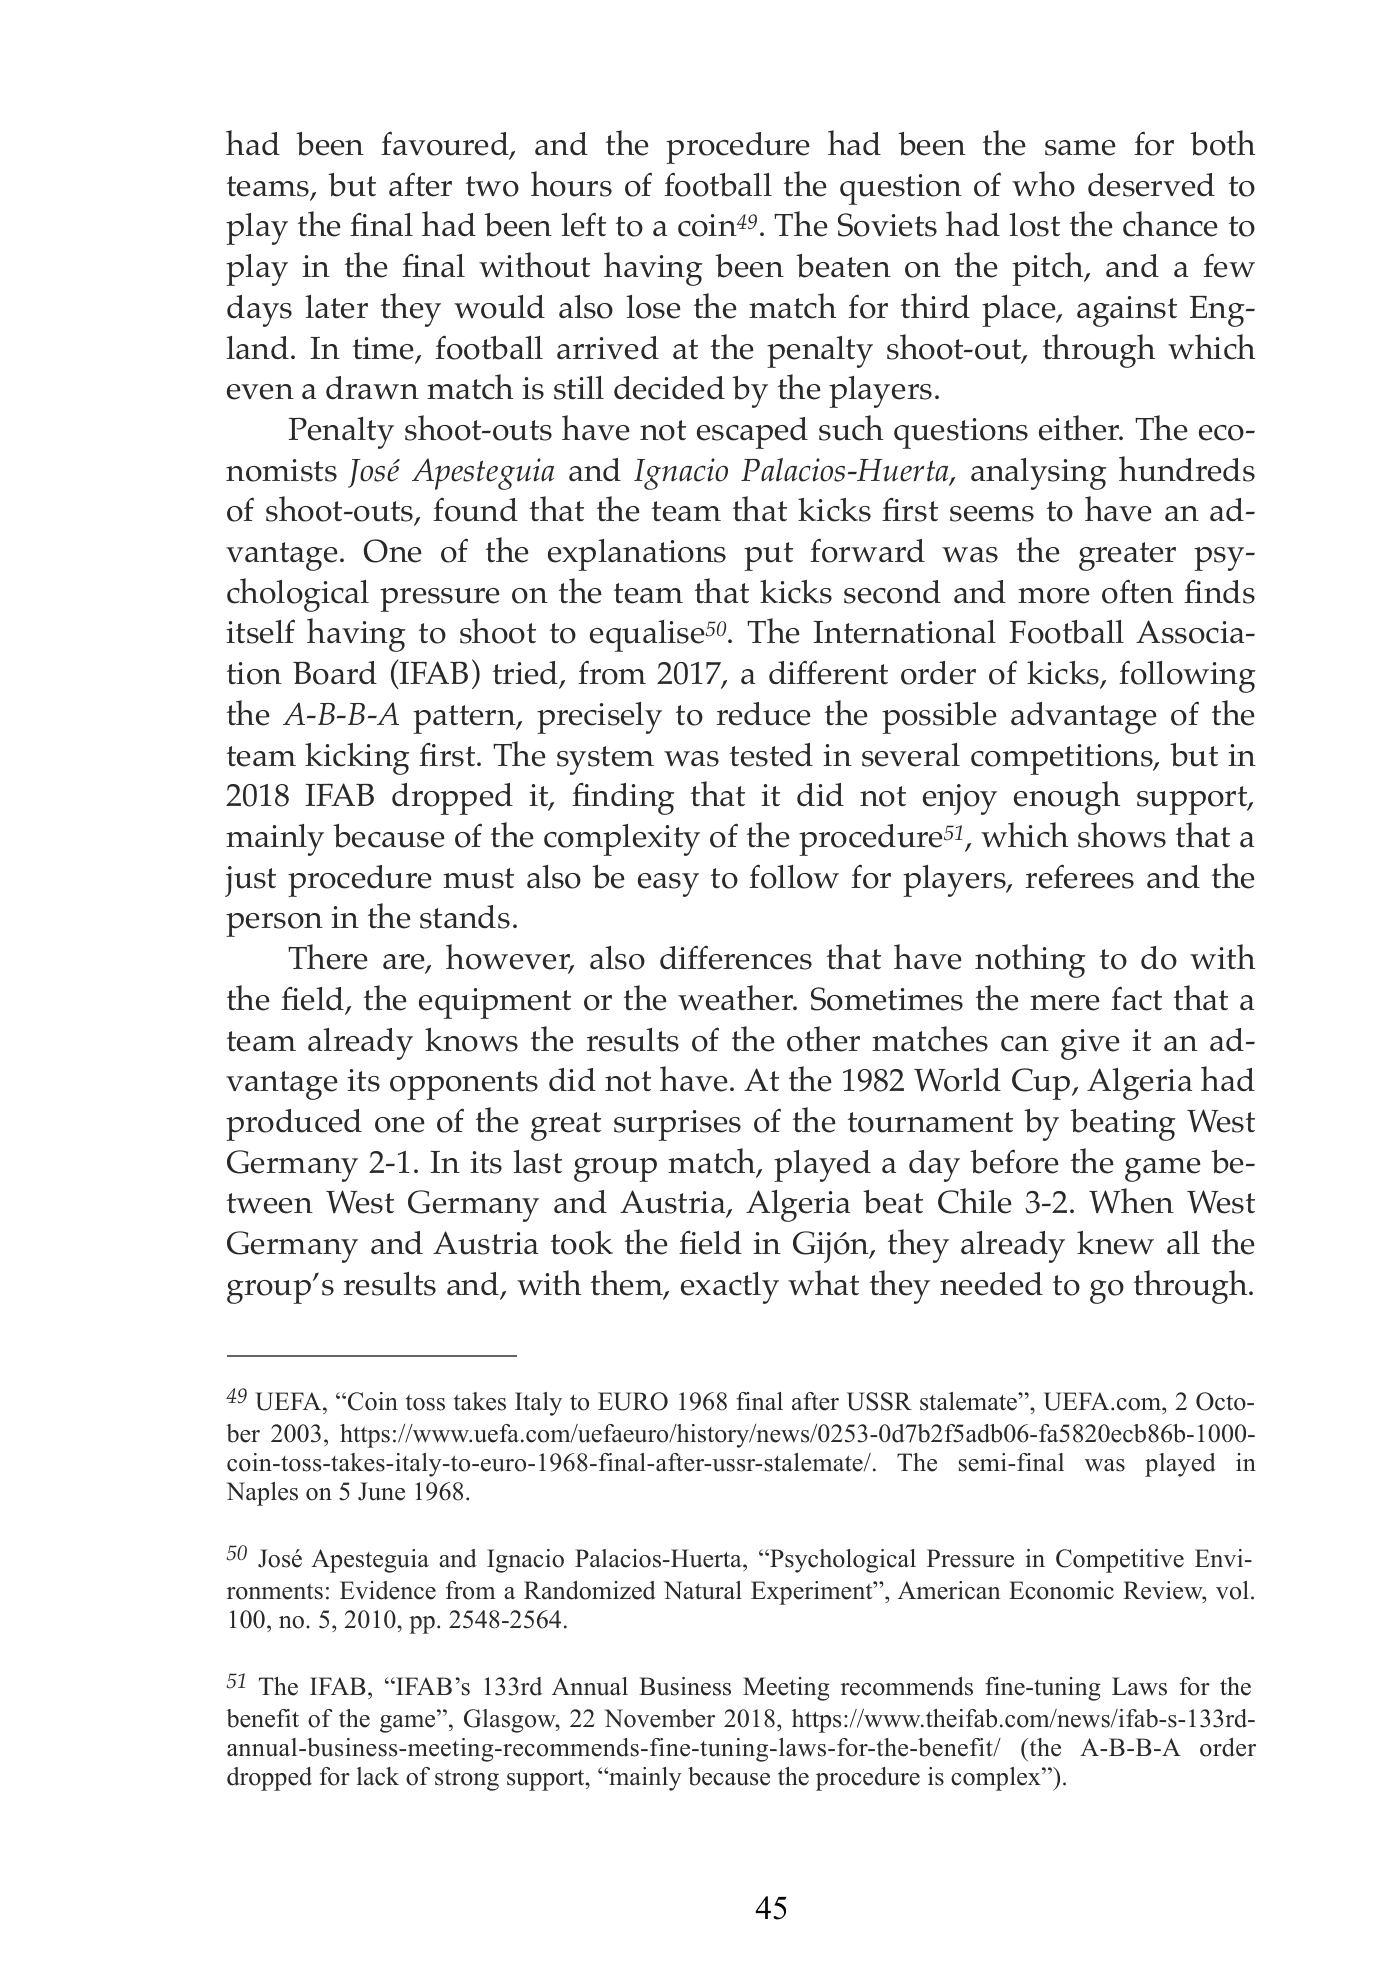 had been favoured, and the procedure had been the same for both
teams, but after two hours of football the question of who deserved to
play the final had been left to a coin49. The Soviets had lost the chance to
play in the final without having been beaten on the pitch, and a few
days later they would also lose the match for third place, against Eng-
land. In time, football arrived at the penalty shoot-out, through which
even a drawn match is still decided by the players.
Penalty shoot-outs have not escaped such questions either. The eco-
nomists José Apesteguia and Ignacio Palacios-Huerta, analysing hundreds
of shoot-outs, found that the team that kicks first seems to have an ad-
vantage. One of the explanations put forward was the greater psy-
chological pressure on the team that kicks second and more often finds
itself having to shoot to equalise50. The International Football Associa-
tion Board (IFAB) tried, from 2017, a different order of kicks, following
the A-B-B-A pattern, precisely to reduce the possible advantage of the
team kicking first. The system was tested in several competitions, but in
2018 IFAB dropped it, finding that it did not enjoy enough support,
mainly because of the complexity of the procedure51, which shows that a
just procedure must also be easy to follow for players, referees and the
person in the stands.
There are, however, also differences that have nothing to do with
the field, the equipment or the weather. Sometimes the mere fact that a
team already knows the results of the other matches can give it an ad-
vantage its opponents did not have. At the 1982 World Cup, Algeria had
produced one of the great surprises of the tournament by beating West
Germany 2-1. In its last group match, played a day before the game be-
tween West Germany and Austria, Algeria beat Chile 3-2. When West
Germany and Austria took the field in Gijón, they already knew all the
group’s results and, with them, exactly what they needed to go through.
49 UEFA, “Coin toss takes Italy to EURO 1968 final after USSR stalemate”, UEFA.com, 2 Octo-
ber 2003, https://www.uefa.com/uefaeuro/history/news/0253-0d7b2f5adb06-fa5820ecb86b-1000-
coin-toss-takes-italy-to-euro-1968-final-after-ussr-stalemate/. The semi-final was played in
Naples on 5 June 1968.
50 José Apesteguia and Ignacio Palacios-Huerta, “Psychological Pressure in Competitive Envi-
ronments: Evidence from a Randomized Natural Experiment”, American Economic Review, vol.
100, no. 5, 2010, pp. 2548-2564.
51 The IFAB, “IFAB’s 133rd Annual Business Meeting recommends fine-tuning Laws for the
benefit of the game”, Glasgow, 22 November 2018, https://www.theifab.com/news/ifab-s-133rd-
annual-business-meeting-recommends-fine-tuning-laws-for-the-benefit/ (the A-B-B-A order
dropped for lack of strong support, “mainly because the procedure is complex”).
45